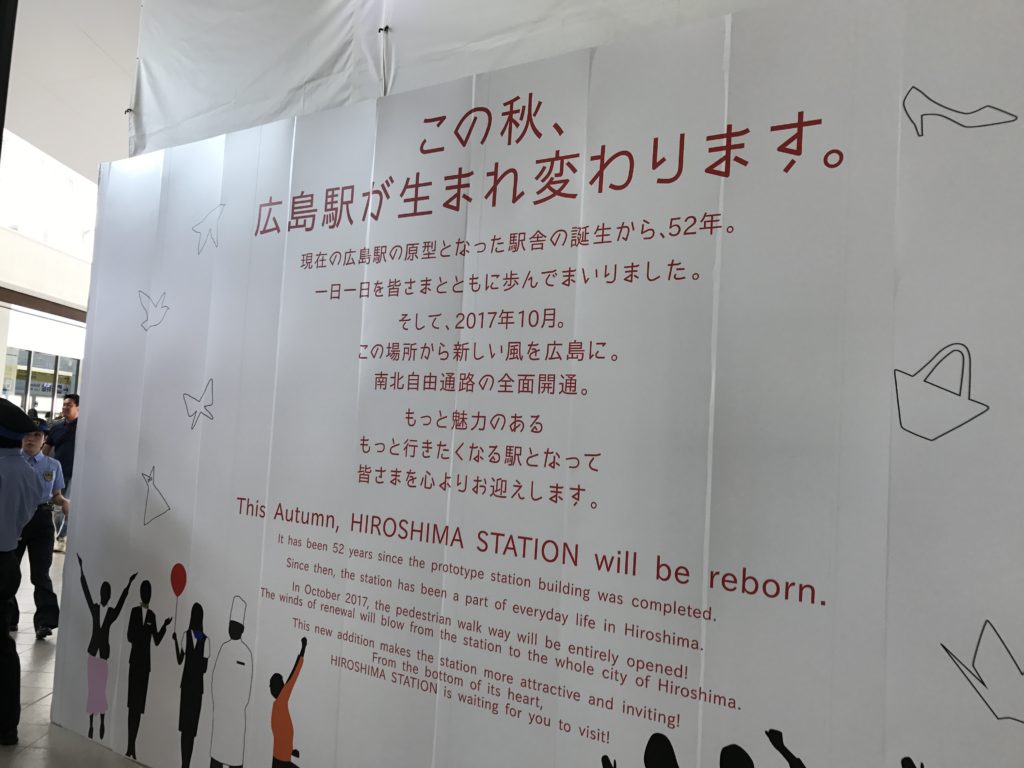 この秋、
広島駅が生まれ変わります。
現在の広島駅の原型となった駅舎の誕生から、52年。
一日一日を皆さまとともに歩んでまいりました。
そして、2017年10月。
この場所から新しい風を広島に。
南北自由通路の全面開通。
もっと魅力のある
もっと行きたくなる駅となって
皆さまを心よりお迎えします。
This Autumn, HIROSHIMA STATION will be reborn.
It has been 52 years since the prototype station building was completed.
Since then, the station has been a part of everyday life in Hiroshima.
In October 2017, the pedestrian walk way will be entirely opened!
The winds of renewal will blow from the station to the whole city of Hiroshima.
This new addition makes the station more attractive and inviting!
From the bottom of its heart,
HIROSHIMA STATION is waiting for you to visit!